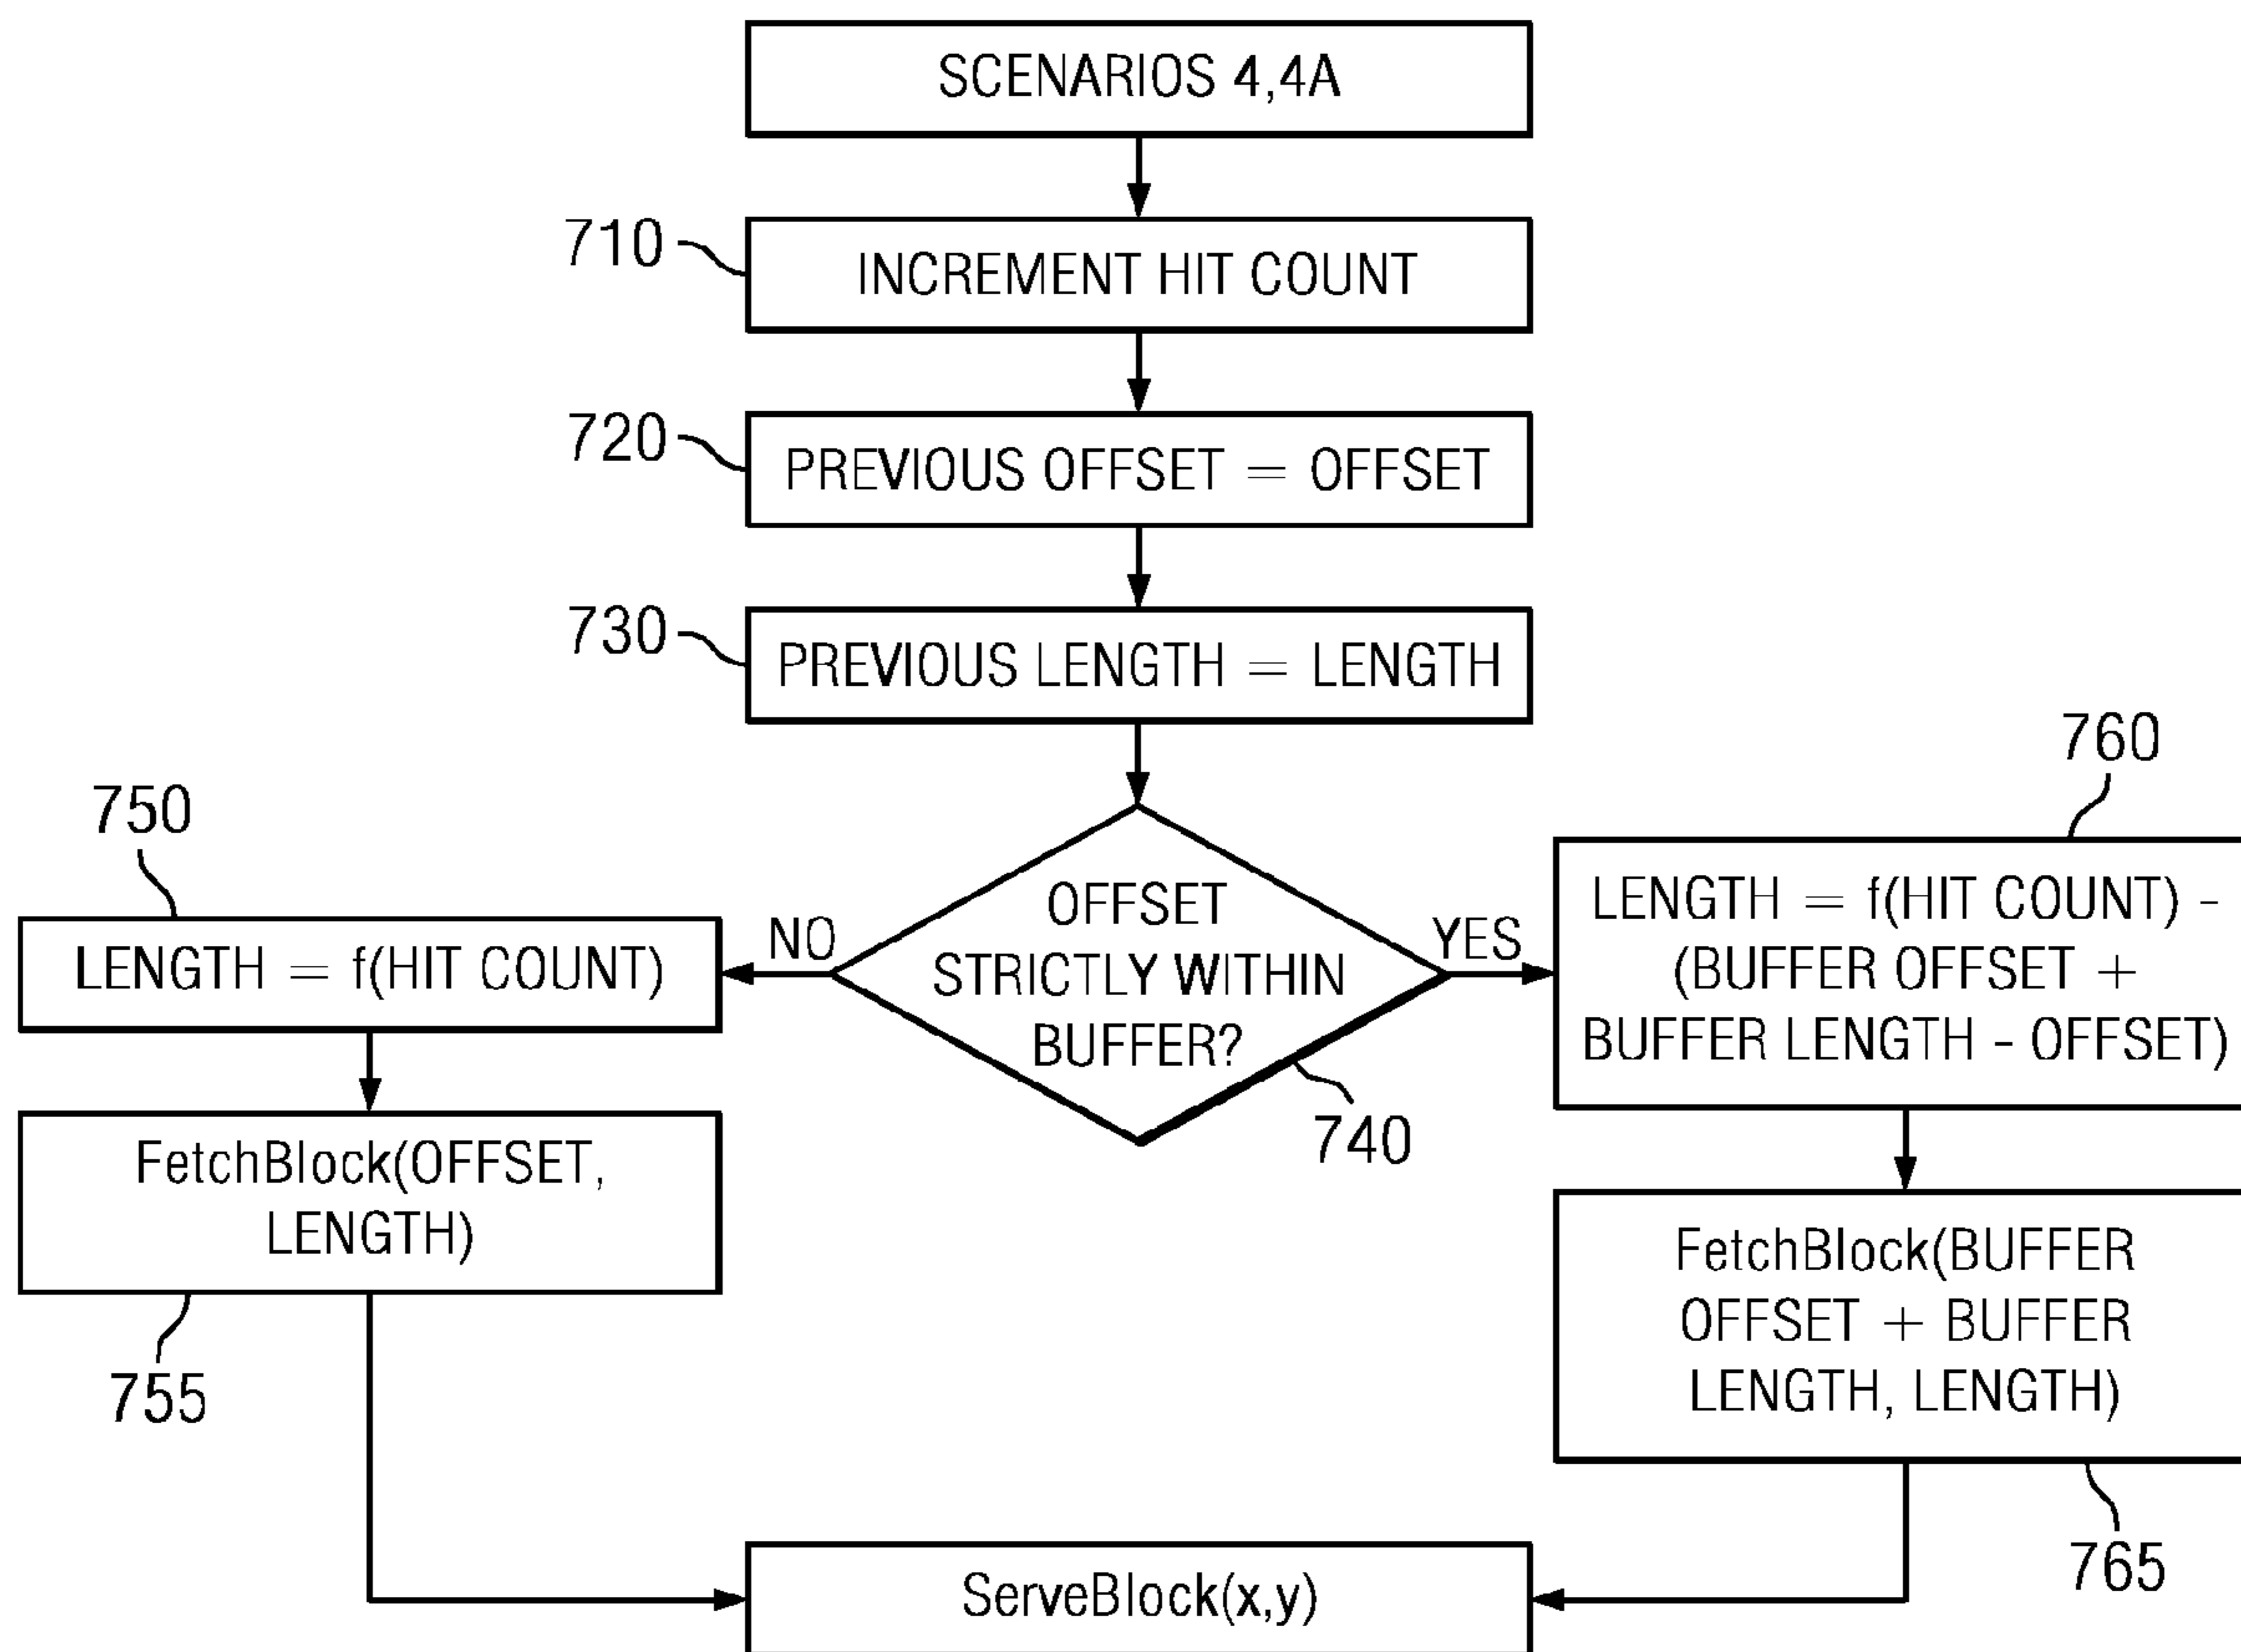 SCENARIOS 4,4A
710
INCREMENT HIT COUNT
720
PREVIOUS OFFSET = OFFSET
730
PREVIOUS LENGTH = LENGTH
740
OFFSET
STRICTLY WITHIN
BUFFER?
NO
YES
750
LENGTH = f(HIT COUNT)
FetchBlock(OFFSET,
LENGTH)
755
760
LENGTH = f(HIT COUNT) -
(BUFFER OFFSET +
BUFFER LENGTH - OFFSET)
FetchBlock(BUFFER
OFFSET + BUFFER
LENGTH, LENGTH)
765
ServeBlock(x,y)